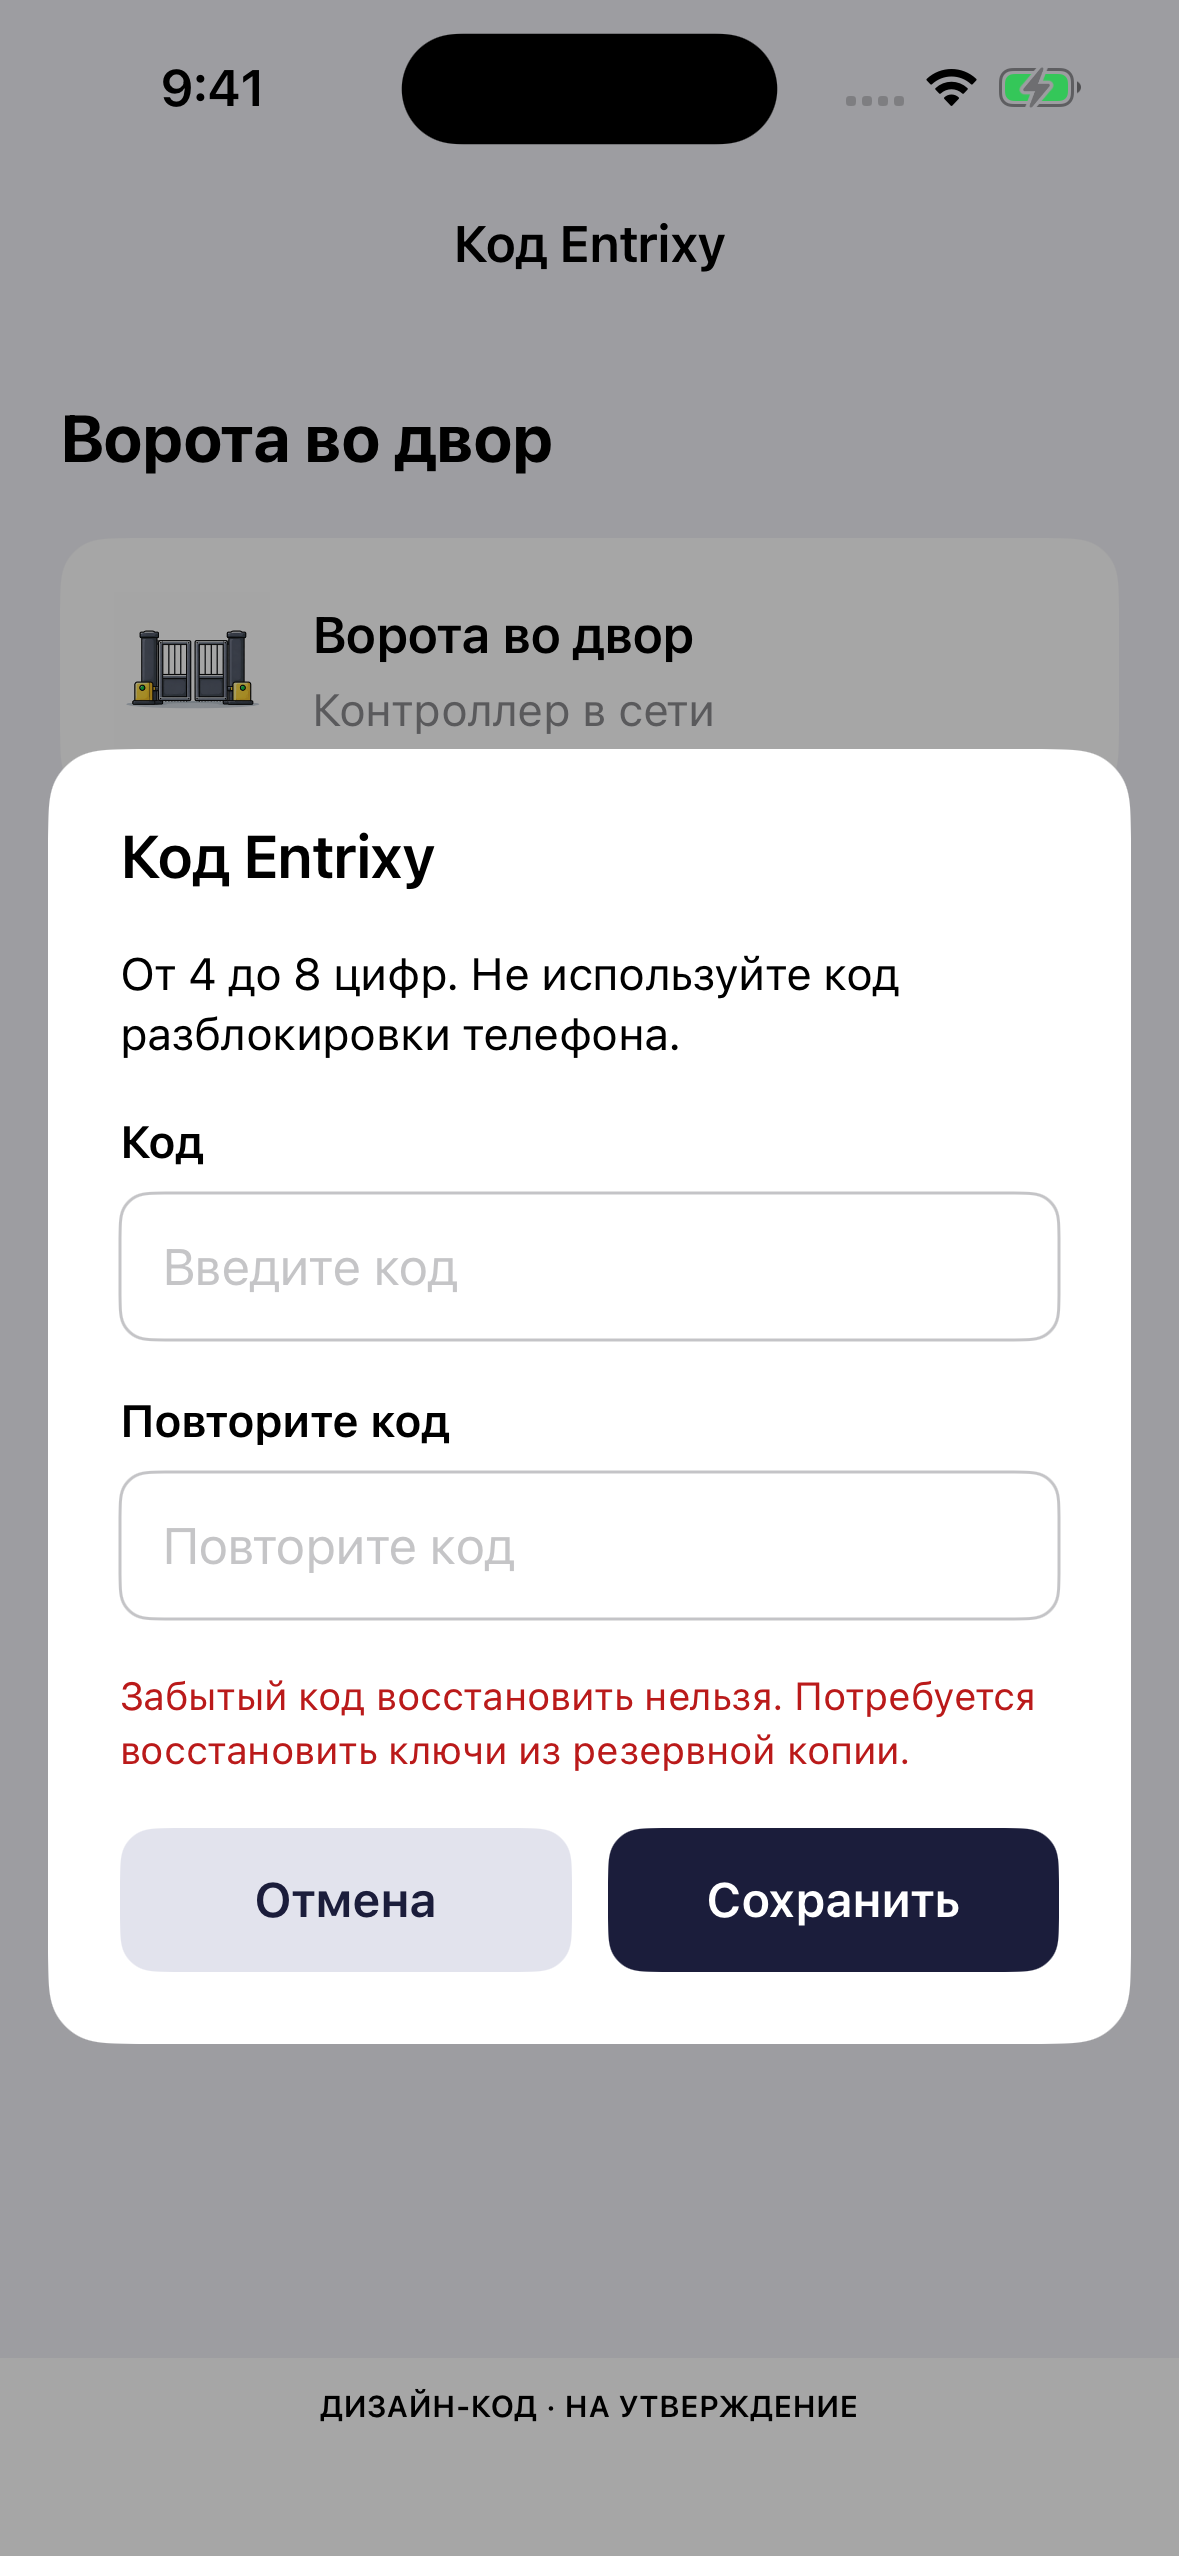 9:41
Код Entrixy
Ворота во двор
Ворота во двор
Контроллер в сети
Код Entrixy
От 4 до 8 цифр. Не используйте код
разблокировки телефона.
Код
Введите код
Повторите код
Повторите код
Забытый код восстановить нельзя. Потребуется
восстановить ключи из резервной копии.
Отмена
Сохранить
ДИЗАЙН-КОД · НА УТВЕРЖДЕНИЕ